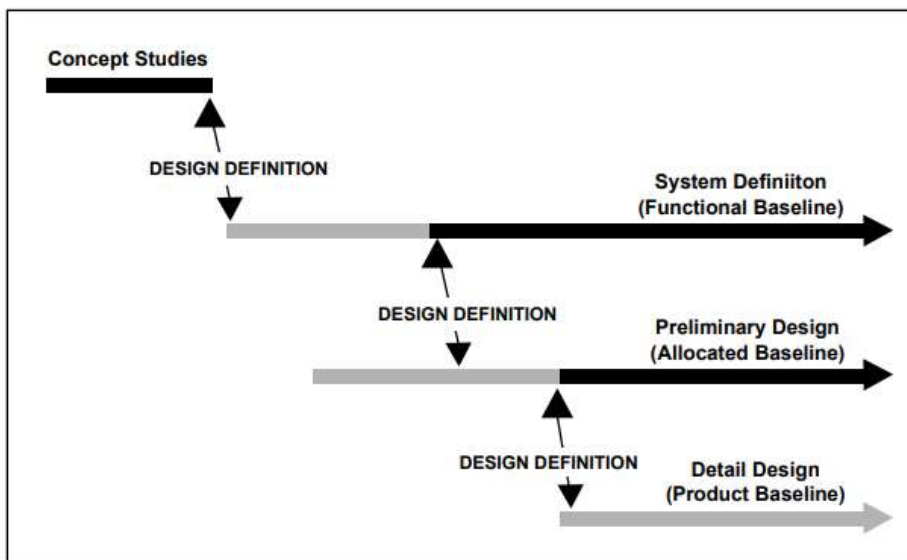 Concept Studies
DESIGN DEFINITION
System Definiiton
(Functional Baseline)
DESIGN DEFINITION
Preliminary Design
(Allocated Baseline)
DESIGN DEFINITION
Detail Design
(Product Baseline)